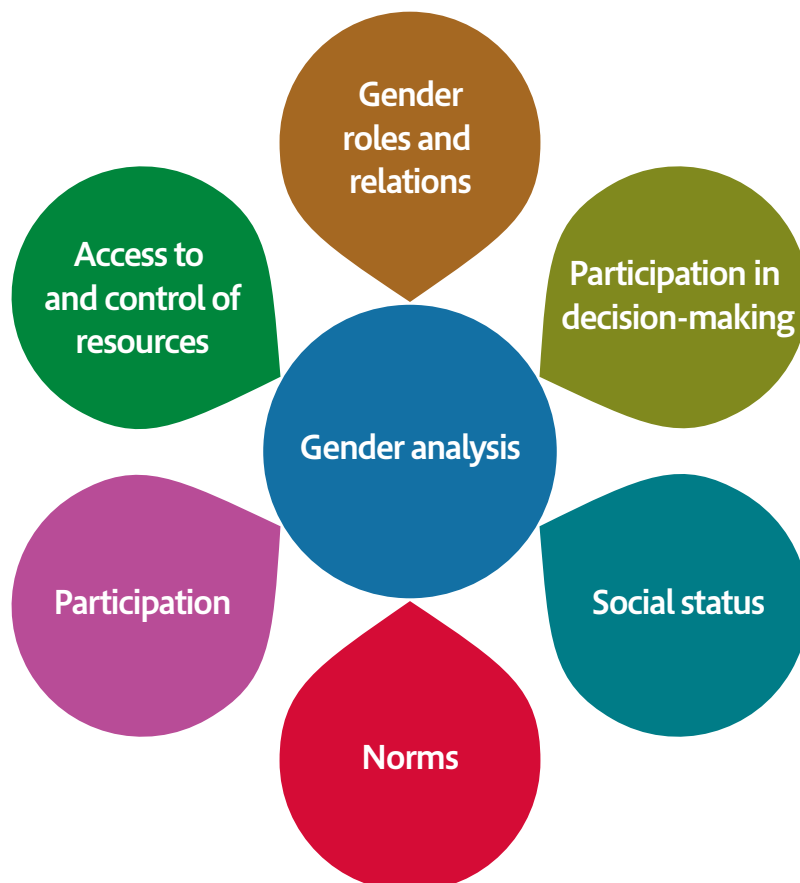 Gender
roles and
relations
Access to
and control of
resources
Participation in
decision-making
Gender analysis
Participation
Social status
Norms